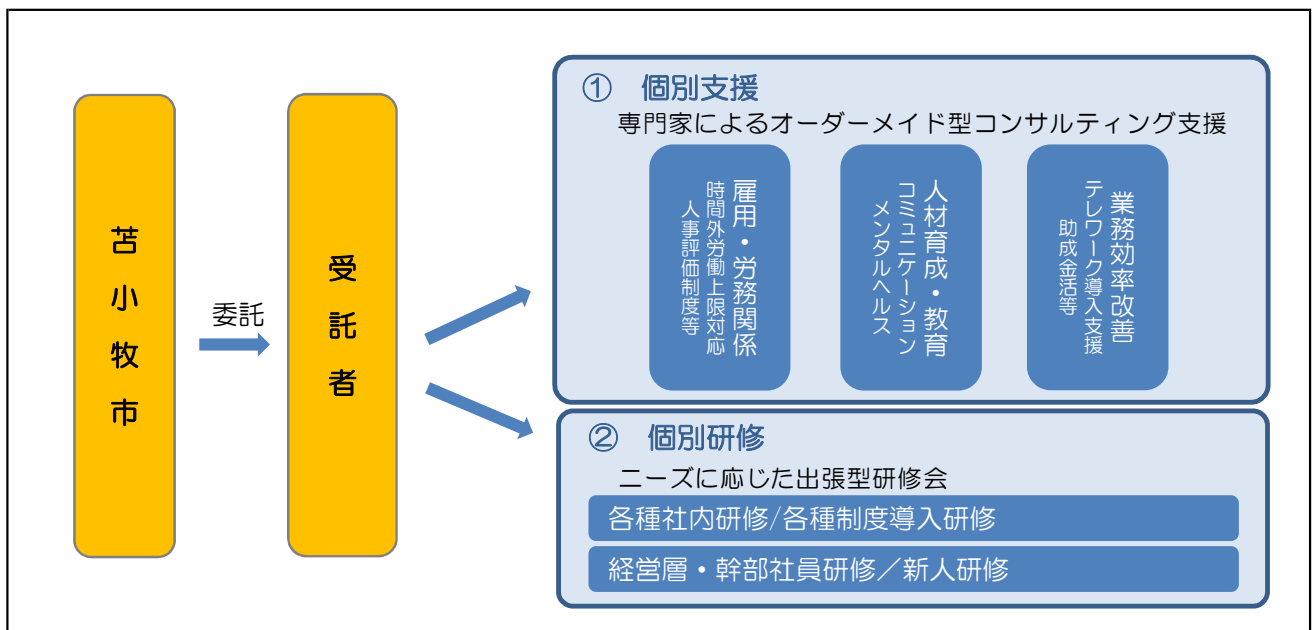 苫小牧市
委託
受託者
① 個別支援
専門家によるオーダーメイド型コンサルティング支援
雇用・労務関係
時間外労働上限対応
人事評価制度等
人材育成・教育
コミュニケーション
メンタルヘルス
業務効率改善
テレワーク導入支援
助成金活等
② 個別研修
ニーズに応じた出張型研修会
各種社内研修/各種制度導入研修
経営層・幹部社員研修／新人研修